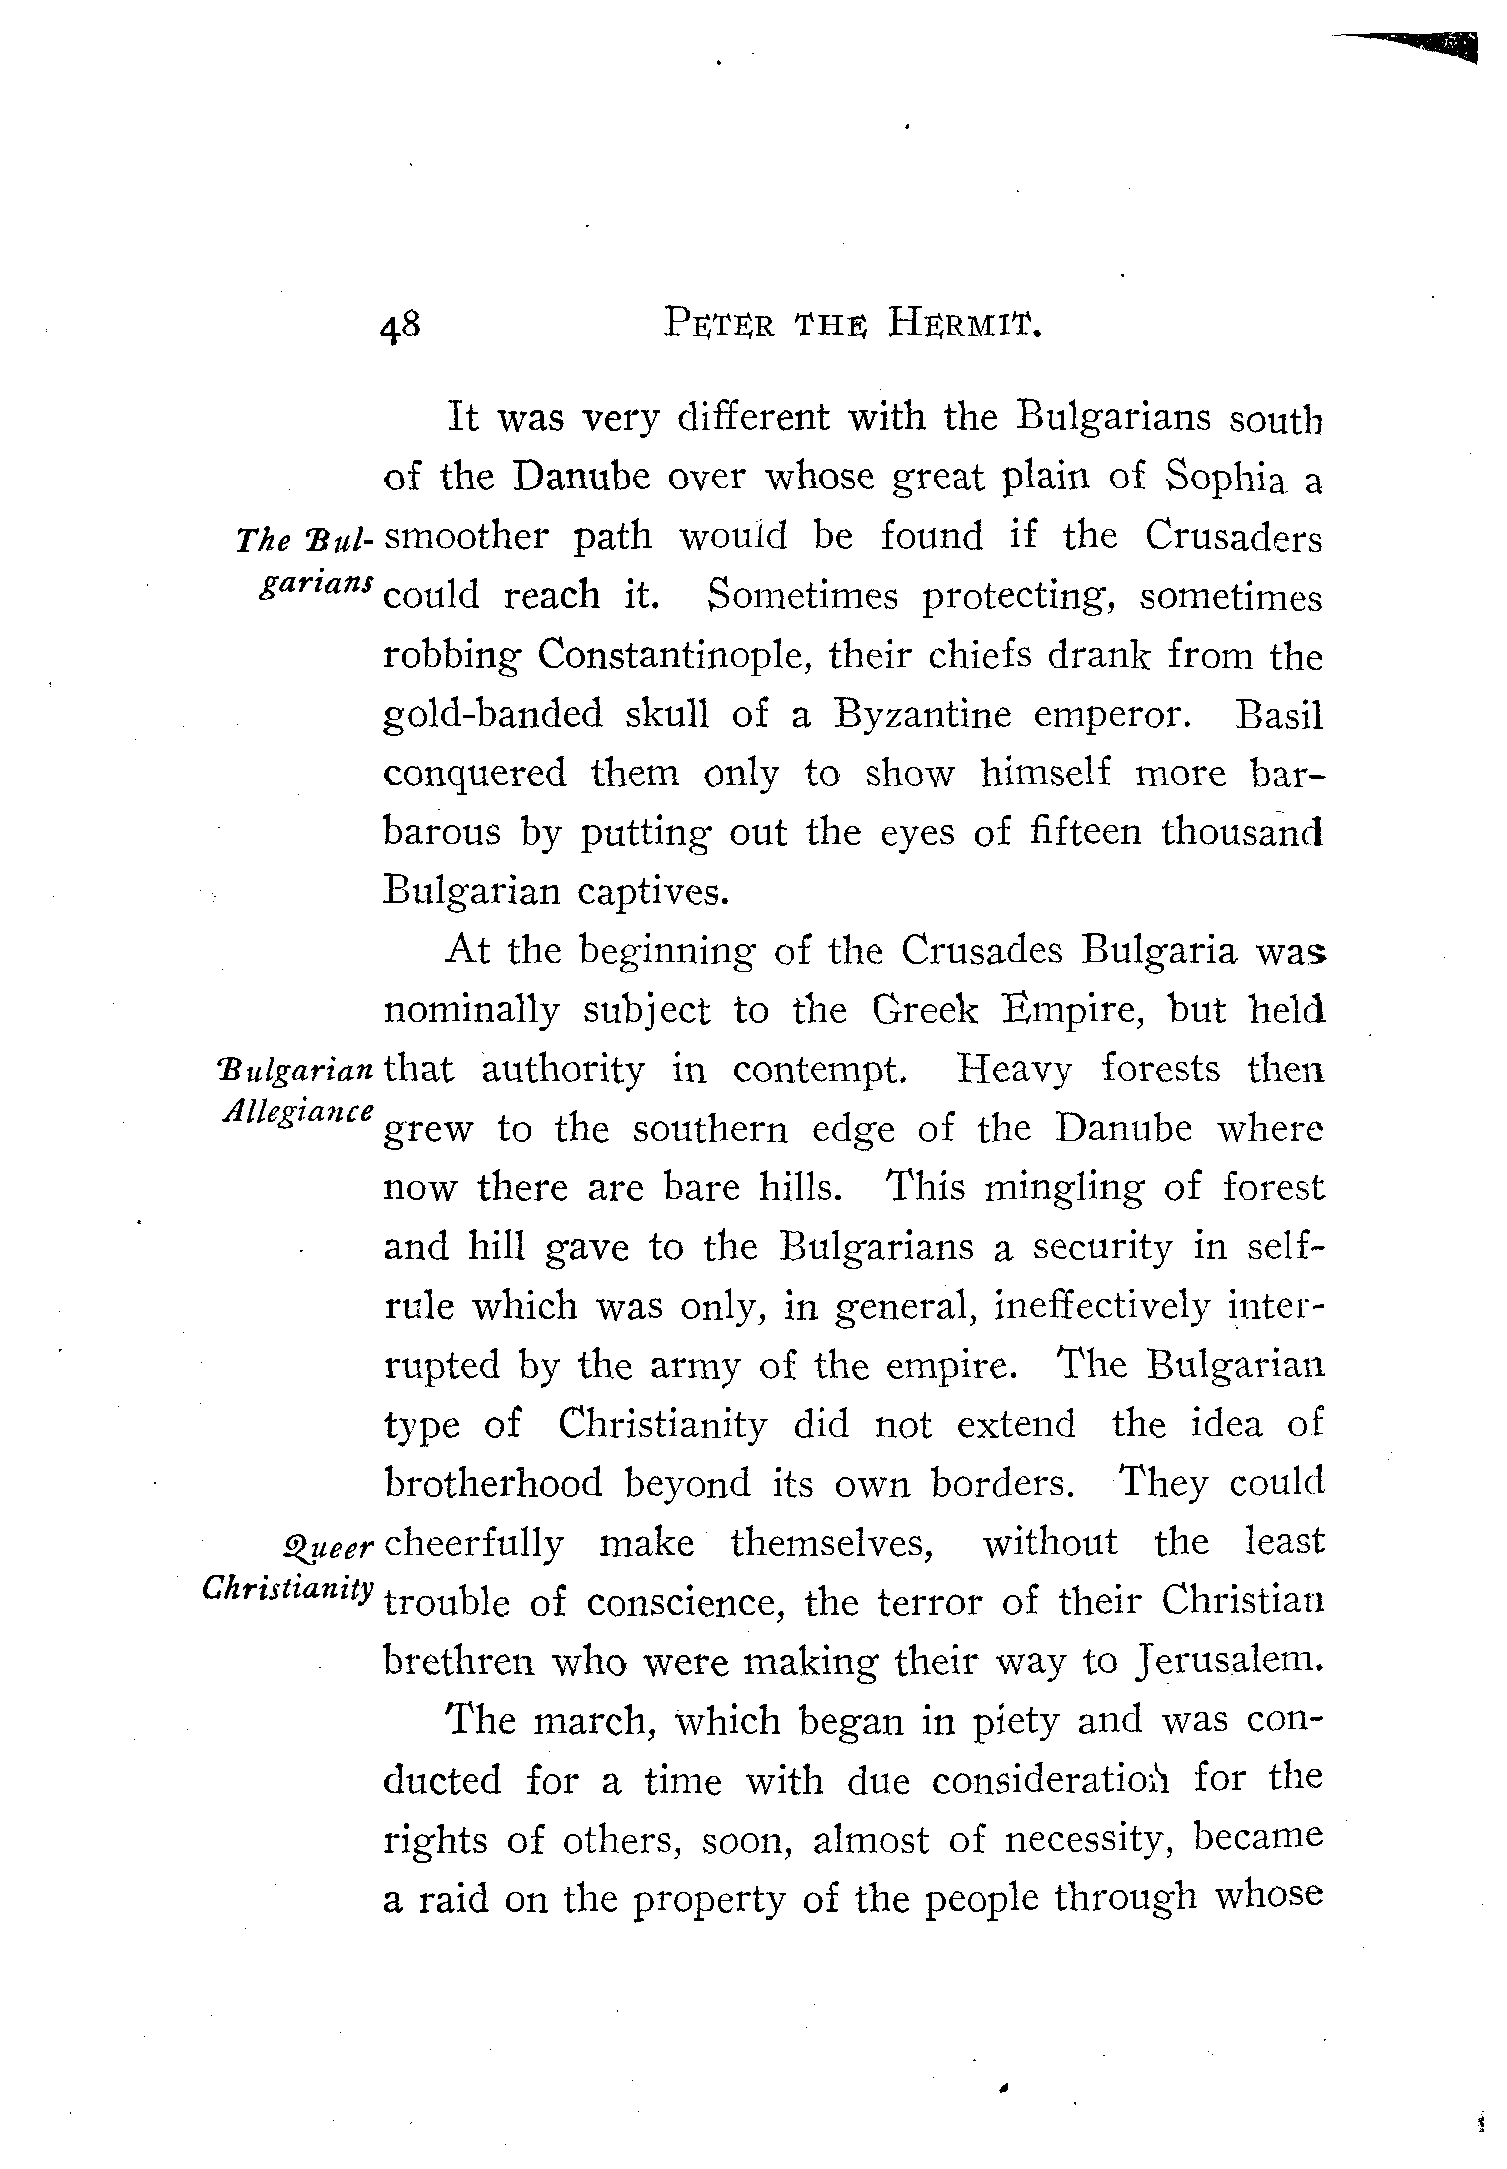 48 PETER THE HERMIT.
It was very different with the Bulgarians south
of the Danube over whose great plain of Sophia a
The Bul- smoother path would be found if the Crusaders
garians could reach it. Sometimes protecting, sometimes
robbing Constantinople, their chiefs drank from the
gold-banded skull of a Byzantine emperor. Basil
conquered them only to show himself more bar-
barous by putting out the eyes of fifteen thousand
Bulgarian captives.
At the beginning of the Crusades Bulgaria was
nominally subject to the Greek Empire, but held
Bulgarian that authority in contempt. Heavy forests then
Allegiance grew to the southern edge of the Danube where
now there are bare hills. This mingling of forest
and hill gave to the Bulgarians a security in self-
rule which was only, in general, ineffectively inter-
rupted by the army of the empire. The Bulgarian
type of Christianity did not extend the idea of
brotherhood beyond its own borders. They could
Queer cheerfully make themselves, without the least
Christianity trouble of conscience, the terror of their Christian
brethren who were making their way to Jerusalem.
The march, which began in piety and was con-
ducted for a time with due consideration for the
rights of others, soon, almost of necessity, became
a raid on the property of the people through whose